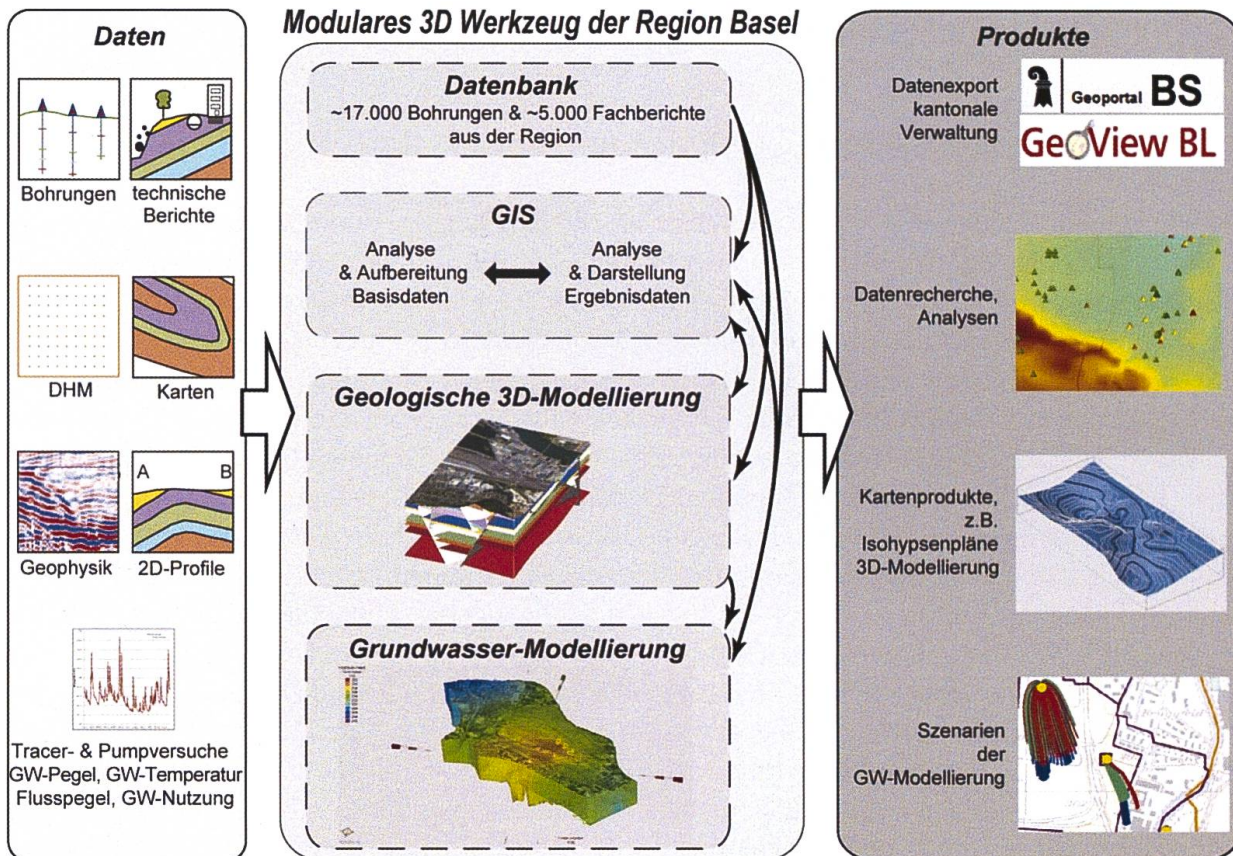 Daten
Bohrungen
technische
Berichte
DHM
Karten
A
B
Geophysik
2D-Profile
Tracer- & Pumpversuche
GW-Pegel, GW-Temperatur
Flusspegel, GW-Nutzung
Modulares 3D Werkzeug der Region Basel
Datenbank
~17.000 Bohrungen & ~5.000 Fachberichte
aus der Region
GIS
Analyse
& Aufbereitung
Basisdaten
Analyse
& Darstellung
Ergebnisdaten
Geologische 3D-Modellierung
Grundwasser-Modellierung
Produkte
Datenexport
kantonale
Verwaltung
Geoportal BS
GeoView BL
Datenrecherche,
Analysen
Kartenprodukte,
z.B.
Isohypsenpläne
3D-Modellierung
Szenarien
der
GW-Modellierung